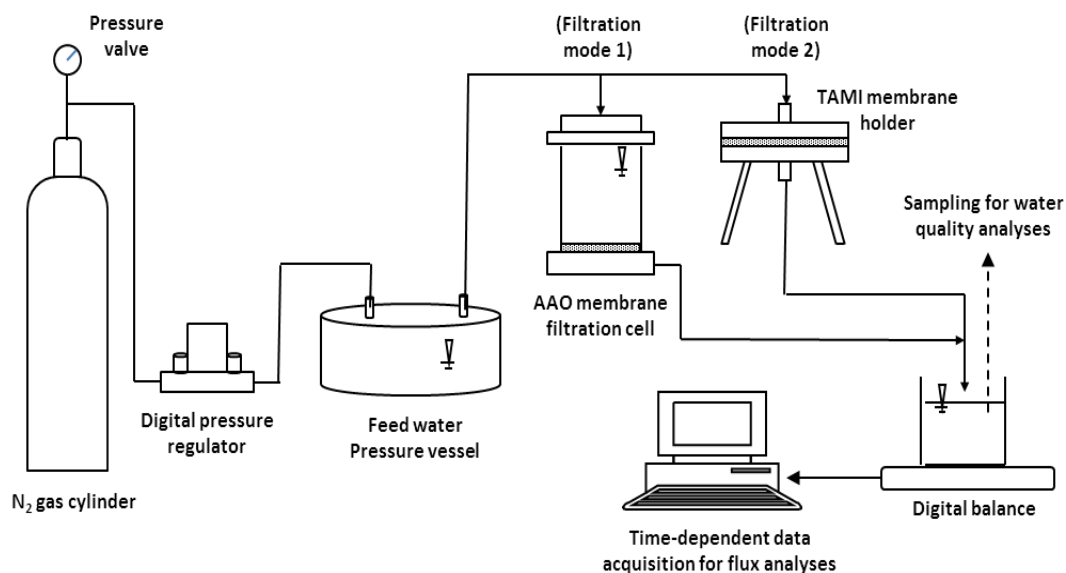 Pressure
valve
(Filtration
mode 1)
(Filtration
mode 2)
TAMI membrane
holder
Sampling for water
quality analyses
AAO membrane
filtration cell
Digital pressure
regulator
Feed water
Pressure vessel
N₂ gas cylinder
Digital balance
Time-dependent data
acquisition for flux analyses